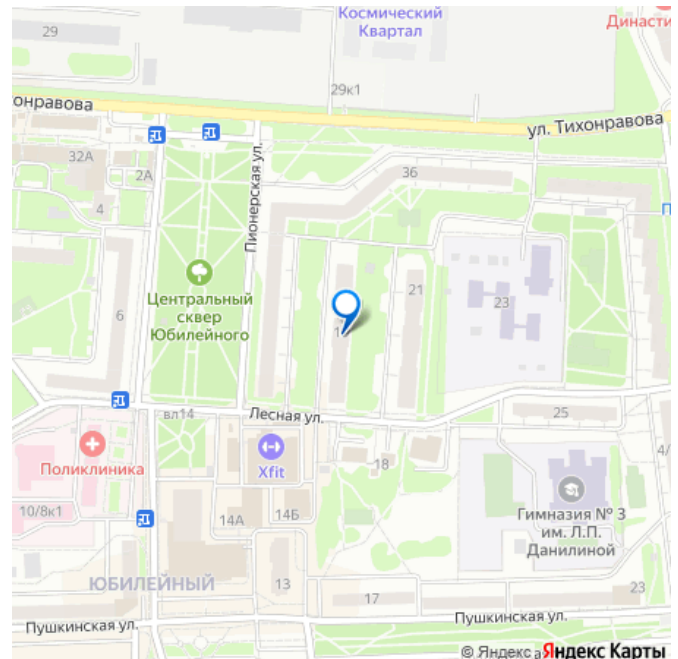 Космический
Квартал
Династи
29
29к1
онравова
ул. Тихонравова
32А
2А
4
36
Пионерская ул.
П
Центральный
сквер
Юбилейного
6
21
23
1
Лесная ул.
вл14
25
Поликлиника
Xfit
18
4/
10/8к1
14А
14Б
Гимназия № 3
им. Л.П.
Данилиной
ЮБИЛЕЙНЫЙ
13
17
23
Пушкинская ул.
Пушкинская ул.
© Яндекс
Яндекс Карты